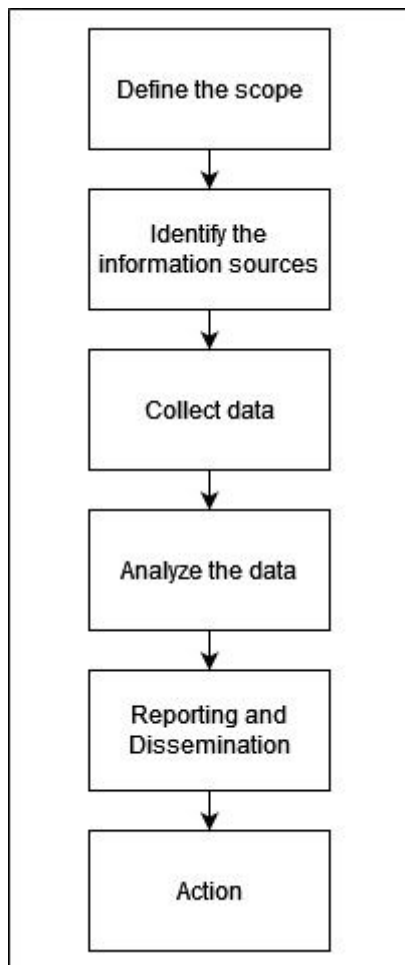 Define the scope
Identify the
information sources
Collect data
Analyze the data
Reporting and
Dissemination
Action